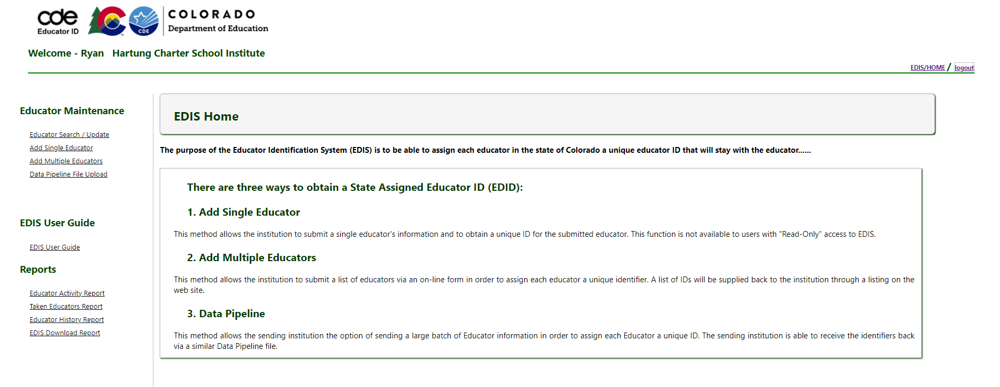 cde
Educator ID
C
CDE
COLORADO
Department of Education
Welcome - Ryan   Hartung Charter School Institute
EDIS/HOME / logout
Educator Maintenance
Educator Search / Update
Add Single Educator
Add Multiple Educators
Data Pipeline File Upload
EDIS User Guide
EDIS User Guide
Reports
Educator Activity Report
Taken Educators Report
Educator History Report
EDIS Download Report
EDIS Home
The purpose of the Educator Identification System (EDIS) is to be able to assign each educator in the state of Colorado a unique educator ID that will stay with the educator......
There are three ways to obtain a State Assigned Educator ID (EDID):
1. Add Single Educator
This method allows the institution to submit a single educator's information and to obtain a unique ID for the submitted educator. This function is not available to users with "Read-Only" access to EDIS.
2. Add Multiple Educators
This method allows the institution to submit a list of educators via an on-line form in order to assign each educator a unique identifier. A list of IDs will be supplied back to the institution through a listing on the
web site.
3. Data Pipeline
This method allows the sending institution the option of sending a large batch of Educator information in order to assign each Educator a unique ID. The sending institution is able to receive the identifiers back
via a similar Data Pipeline file.